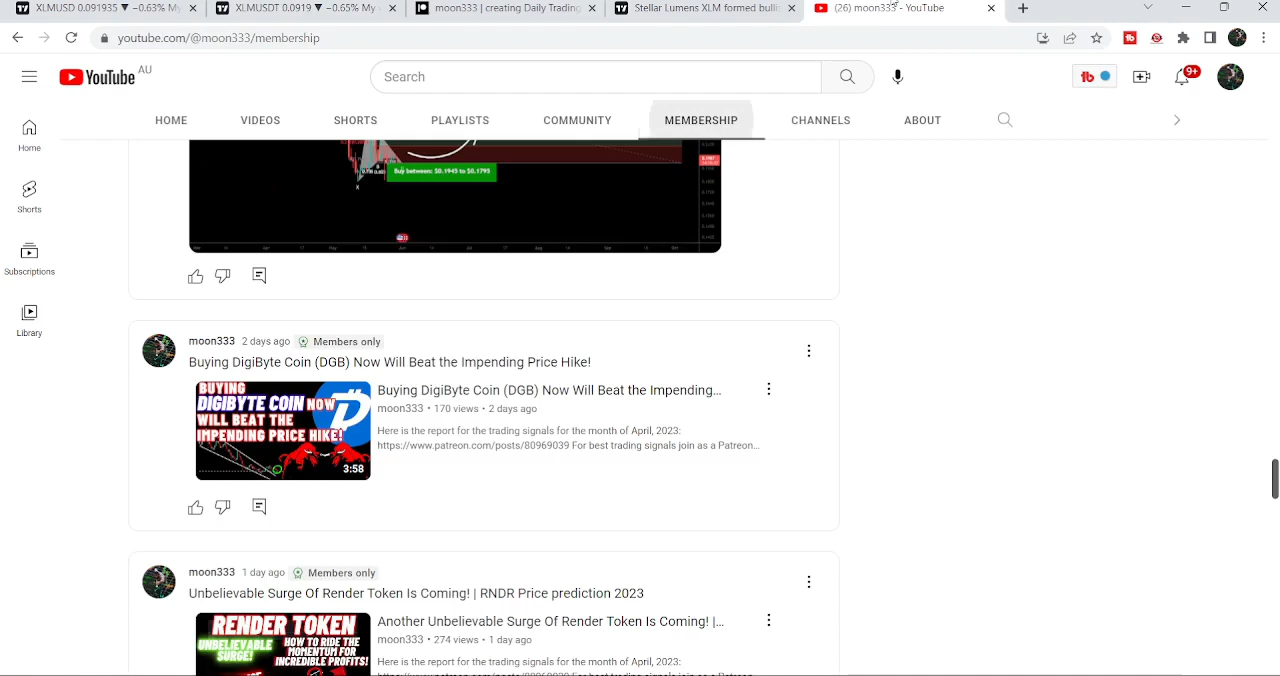 XLMUSD 0.091935 ▼ −0.63% My
XLMUSDT 0.0919 ▼ −0.65% My
moon333 | creating Daily Trading
Stellar Lumens XLM formed bulli
(26) moon333 - YouTube
youtube.com/@moon333/membership
YouTube AU
Search
9+
HOME
VIDEOS
SHORTS
PLAYLISTS
COMMUNITY
MEMBERSHIP
CHANNELS
ABOUT
Home
Shorts
Subscriptions
Library
Buy between: $0.1945 to $0.1795
X
moon333 2 days ago Members only
Buying DigiByte Coin (DGB) Now Will Beat the Impending Price Hike!
BUYING
DIGIBYTE COIN NOW
WILL BEAT THE
IMPENDING PRICE HIKE!
3:58
Buying DigiByte Coin (DGB) Now Will Beat the Impending...
moon333 • 170 views • 2 days ago
Here is the report for the trading signals for the month of April, 2023:
https://www.patreon.com/posts/80969039 For best trading signals join as a Patreon...
moon333 1 day ago Members only
Unbelievable Surge Of Render Token Is Coming! | RNDR Price prediction 2023
RENDER TOKEN
UNBELIEVABLE
SURGE!
HOW TO RIDE THE
MOMENTUM FOR
INCREDIBLE PROFITS!
Another Unbelievable Surge Of Render Token Is Coming! |...
moon333 • 274 views • 1 day ago
Here is the report for the trading signals for the month of April, 2023: